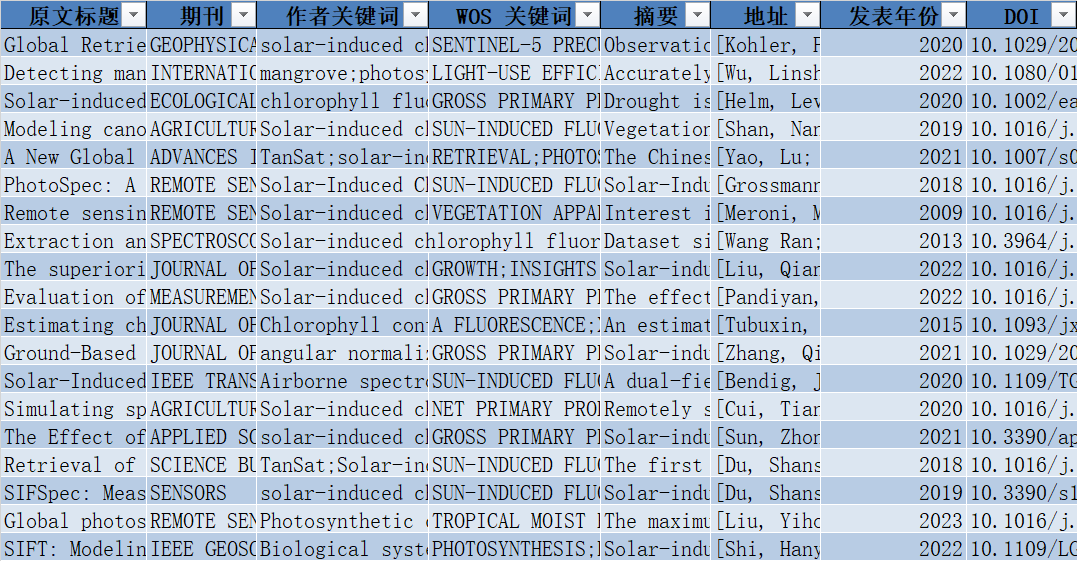 原文标题 期刊 作者关键词 WOS 关键词 摘要 地址 发表年份 DOI
Global Retrie GEOPHYSICA solar-induced cl SENTINEL-5 PREC Observatio [Kohler, P 2020 10.1029/20
Detecting man INTERNATIO mangrove;photosy LIGHT-USE EFFIC Accurately [Wu, Linsh 2022 10.1080/01
Solar-induced ECOLOGICAL chlorophyll fluo GROSS PRIMARY P Drought is [Helm, Lev 2020 10.1002/ea
Modeling cano AGRICULTUR Solar-induced cl SUN-INDUCED FLU Vegetation [Shan, Nan 2019 10.1016/j.
A New Global ADVANCES I TanSat;solar-ind RETRIEVAL;PHOTOS The Chines [Yao, Lu; 2021 10.1007/s0
PhotoSpec: A REMOTE SEN Solar-Induced Cl SUN-INDUCED FLU Solar-Indu [Grossmann 2018 10.1016/j.
Remote sensin REMOTE SEN Solar-induced cl VEGETATION APPA Interest i [Meroni, M 2009 10.1016/j.
Extraction an SPECTROSCO Solar-induced chlorophyll fluor Dataset si [Wang Ran; 2013 10.3964/j.
The superiori JOURNAL OF Solar-induced cl GROWTH;INSIGHTS Solar-indu [Liu, Qian 2022 10.1016/j.
Evaluation of MEASUREMEN Solar-induced cl GROSS PRIMARY P The effect [Pandiyan, 2022 10.1016/j.
Estimating ch JOURNAL OF Chlorophyll cont A FLUORESCENCE; An estimat [Tubuxin, 2015 10.1093/jx
Ground-Based JOURNAL OF angular normaliz GROSS PRIMARY P Solar-indu [Zhang, Qi 2021 10.1029/20
Solar-Induced IEEE TRANS Airborne spectro SUN-INDUCED FLU A dual-fie [Bendig, J 2020 10.1109/TG
Simulating sp AGRICULTUR Solar-induced cl NET PRIMARY PRO Remotely s [Cui, Tian 2020 10.1016/j.
The Effect of APPLIED SC solar-induced cl GROSS PRIMARY P Solar-indu [Sun, Zhon 2021 10.3390/ap
Retrieval of SCIENCE BU TanSat;Solar-ind SUN-INDUCED FLU The first [Du, Shans 2018 10.1016/j.
SIFSpec: Meas SENSORS solar-induced cl SUN-INDUCED FLU Solar-indu [Du, Shans 2019 10.3390/s1
Global photos REMOTE SEN Photosynthetic c TROPICAL MOIST The maximu [Liu, Yiho 2023 10.1016/j.
SIFT: Modelin IEEE GEOSC Biological syste PHOTOSYNTHESIS; Solar-indu [Shi, Hany 2022 10.1109/LG